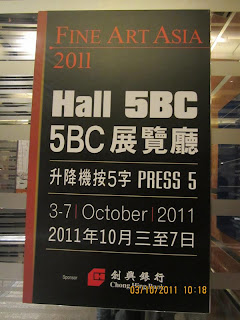 FINE ART ASIA
2011
Hall 5BC
5BC 展覽廳
升降機按5字 PRESS 5
3-7 | October | 2011
2011年10月三至7日
Sponsor
創興銀行
Chong Hing Bank
03/10/2011 10:18